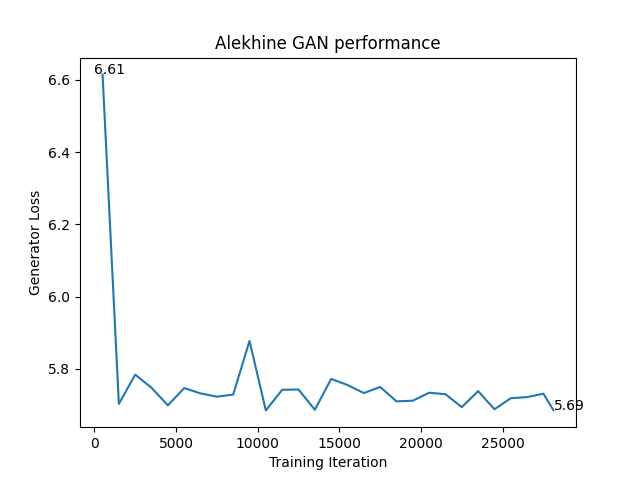 Alekhine GAN performance
6.61
6.6
6.4
6.2
6.0
5.8
Generator Loss
5.69
0 5000 10000 15000 20000 25000
Training Iteration